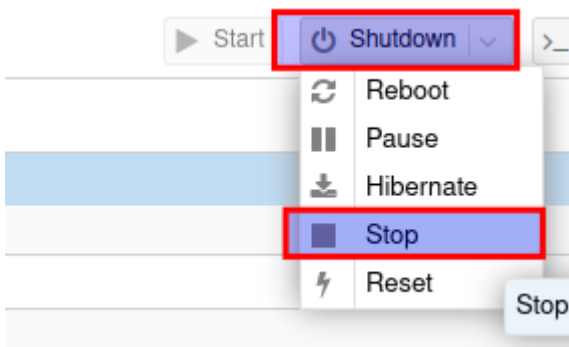 Start
Shutdown
>_
Reboot
Pause
Hibernate
Stop
Reset
Stop